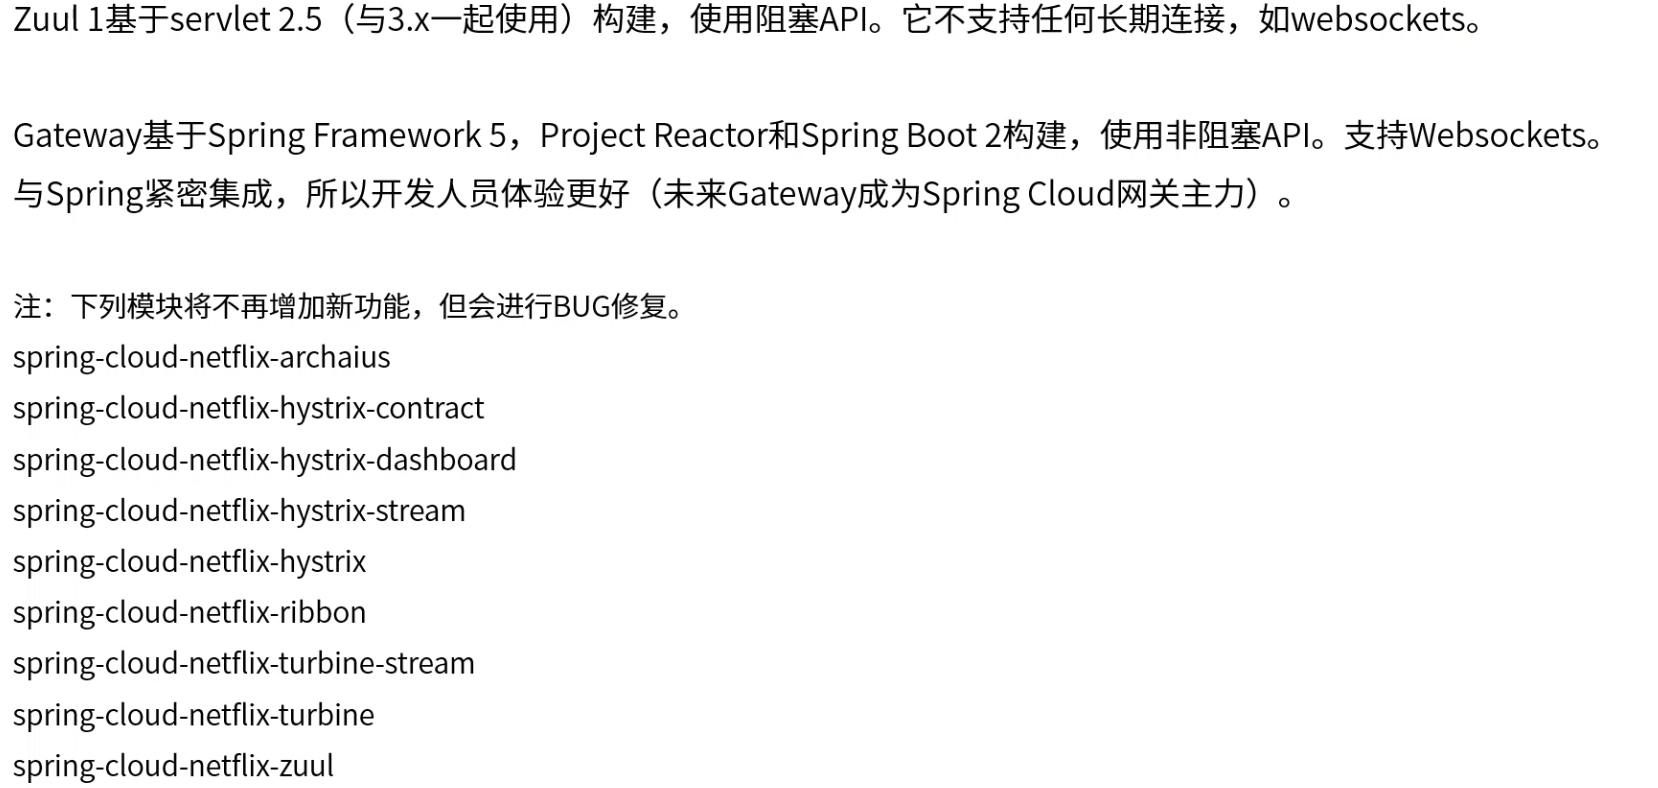 Zuul 1基于servlet 2.5（与3.x一起使用）构建，使用阻塞API。它不支持任何长期连接，如websockets。
Gateway基于Spring Framework 5，Project Reactor和Spring Boot 2构建，使用非阻塞API。支持Websockets。
与Spring紧密集成，所以开发人员体验更好（未来Gateway成为Spring Cloud网关主力）。
注：下列模块将不再增加新功能，但会进行BUG修复。
spring-cloud-netflix-archaius
spring-cloud-netflix-hystrix-contract
spring-cloud-netflix-hystrix-dashboard
spring-cloud-netflix-hystrix-stream
spring-cloud-netflix-hystrix
spring-cloud-netflix-ribbon
spring-cloud-netflix-turbine-stream
spring-cloud-netflix-turbine
spring-cloud-netflix-zuul